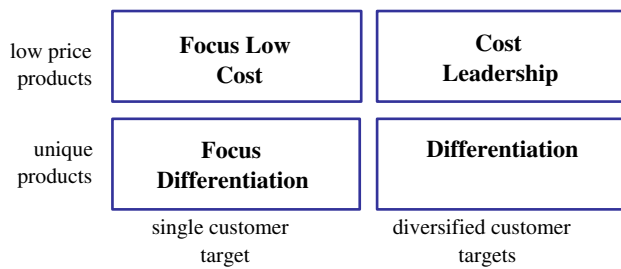 low price
products
Focus Low
Cost
Cost
Leadership
unique
products
Focus
Differentiation
Differentiation
single customer
target
diversified customer
targets